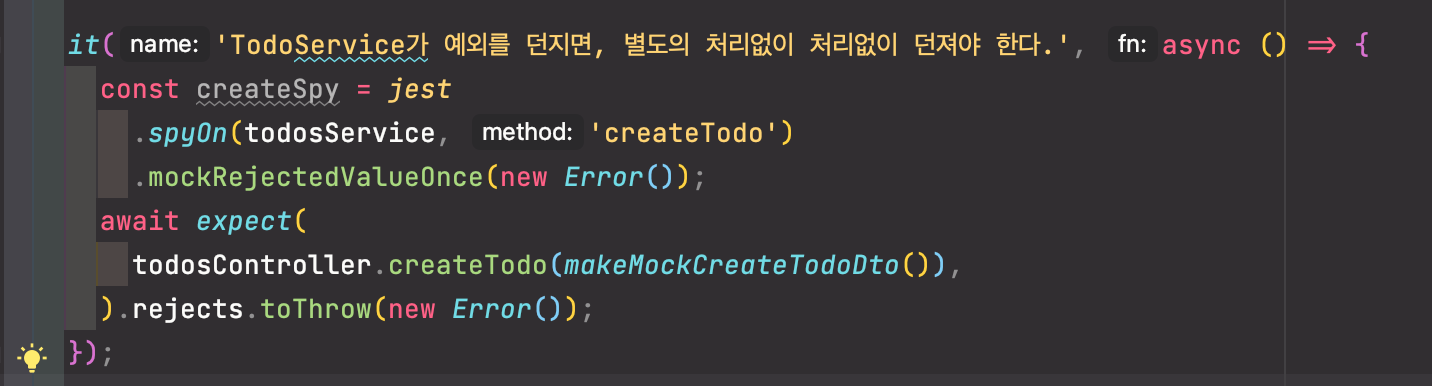 it( name: 'TodoService가 예외를 던지면, 별도의 처리없이 처리없이 던져야 한다.', fn: async () => {
const createSpy = jest
.spyOn(todosService, method: 'createTodo')
.mockRejectedValueOnce(new Error());
await expect(
todosController.createTodo(makeMockCreateTodoDto()),
).rejects.toThrow(new Error());
});